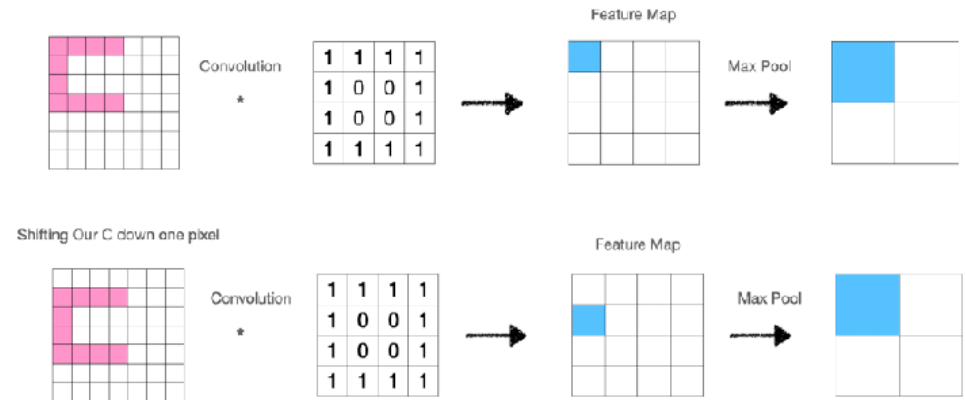 Feature Map
Convolution
*
1 1 1 1
1 0 0 1
1 0 0 1
1 1 1 1
Max Pool
Shifting Our C down one pixel
Feature Map
Convolution
*
1 1 1 1
1 0 0 1
1 0 0 1
1 1 1 1
Max Pool